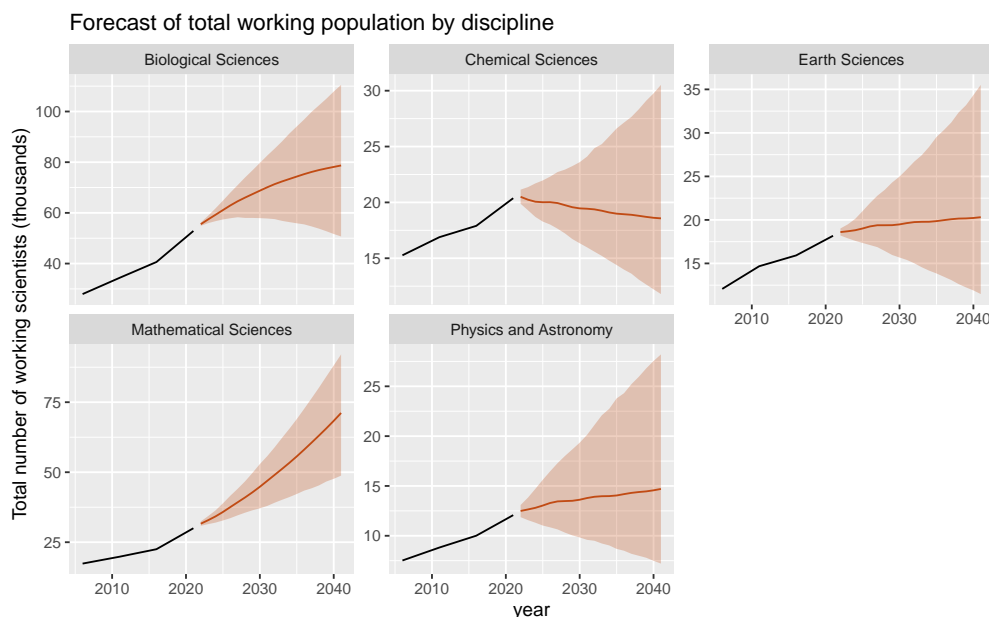 Forecast of total working population by discipline
Biological Sciences
Chemical Sciences
Earth Sciences
100
80
60
40
30
25
20
15
35
30
25
20
15
2010 2020 2030 2040
Mathematical Sciences
Physics and Astronomy
75
50
25
25
20
15
10
2010 2020 2030 2040
2010 2020 2030 2040
Total number of working scientists (thousands)
year